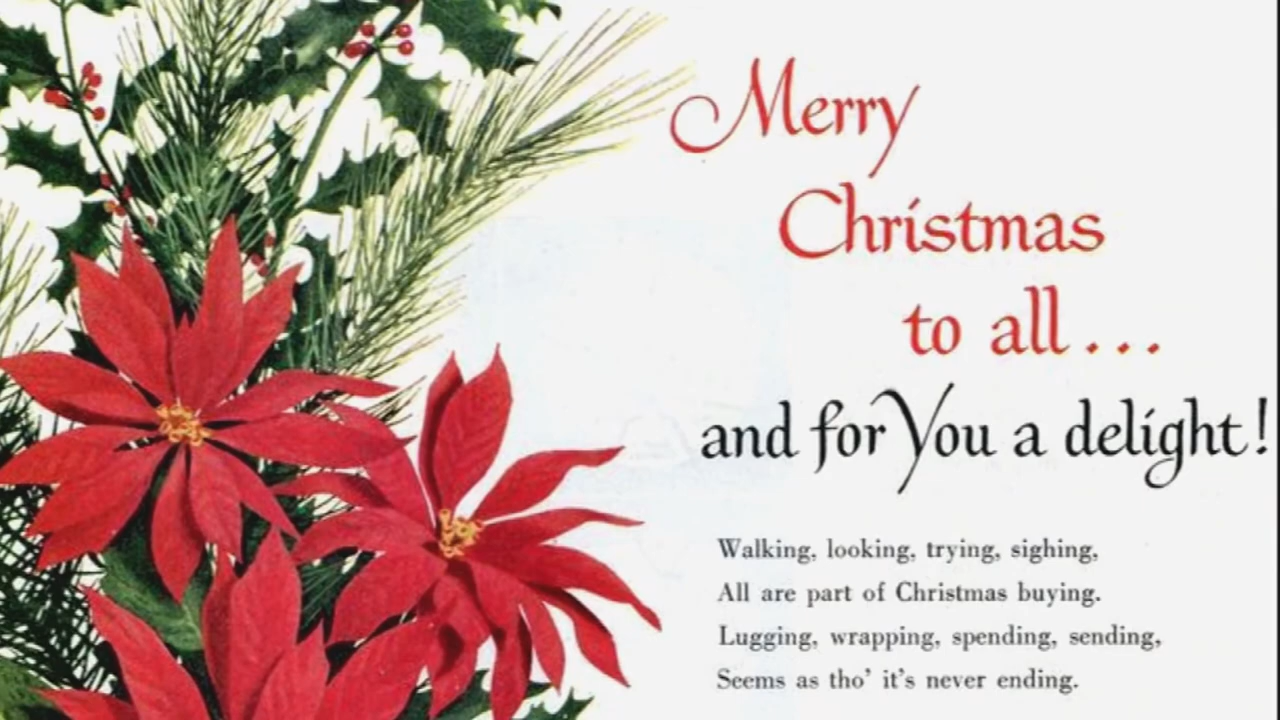 Merry
Christmas
to all...
and for You a delight!
Walking, looking, trying, sighing,
All are part of Christmas buying.
Lugging, wrapping, spending, sending,
Seems as tho' it's never ending.